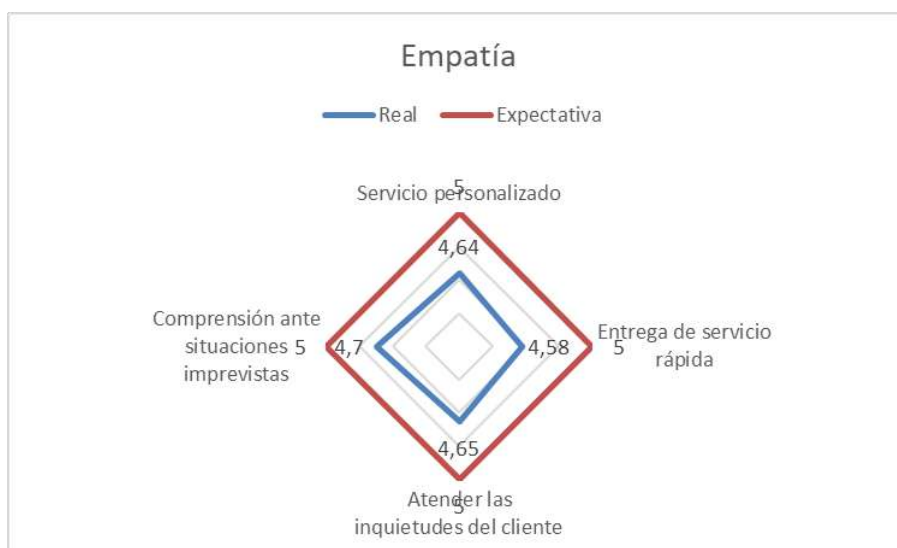 Empatía
Real Expectativa
5
Servicio personalizado
4,64
Comprensión ante
situaciones
imprevistas
5 4,7
4,58 5
Entrega de servicio
rápida
4,65
Atender las
5
inquietudes del cliente